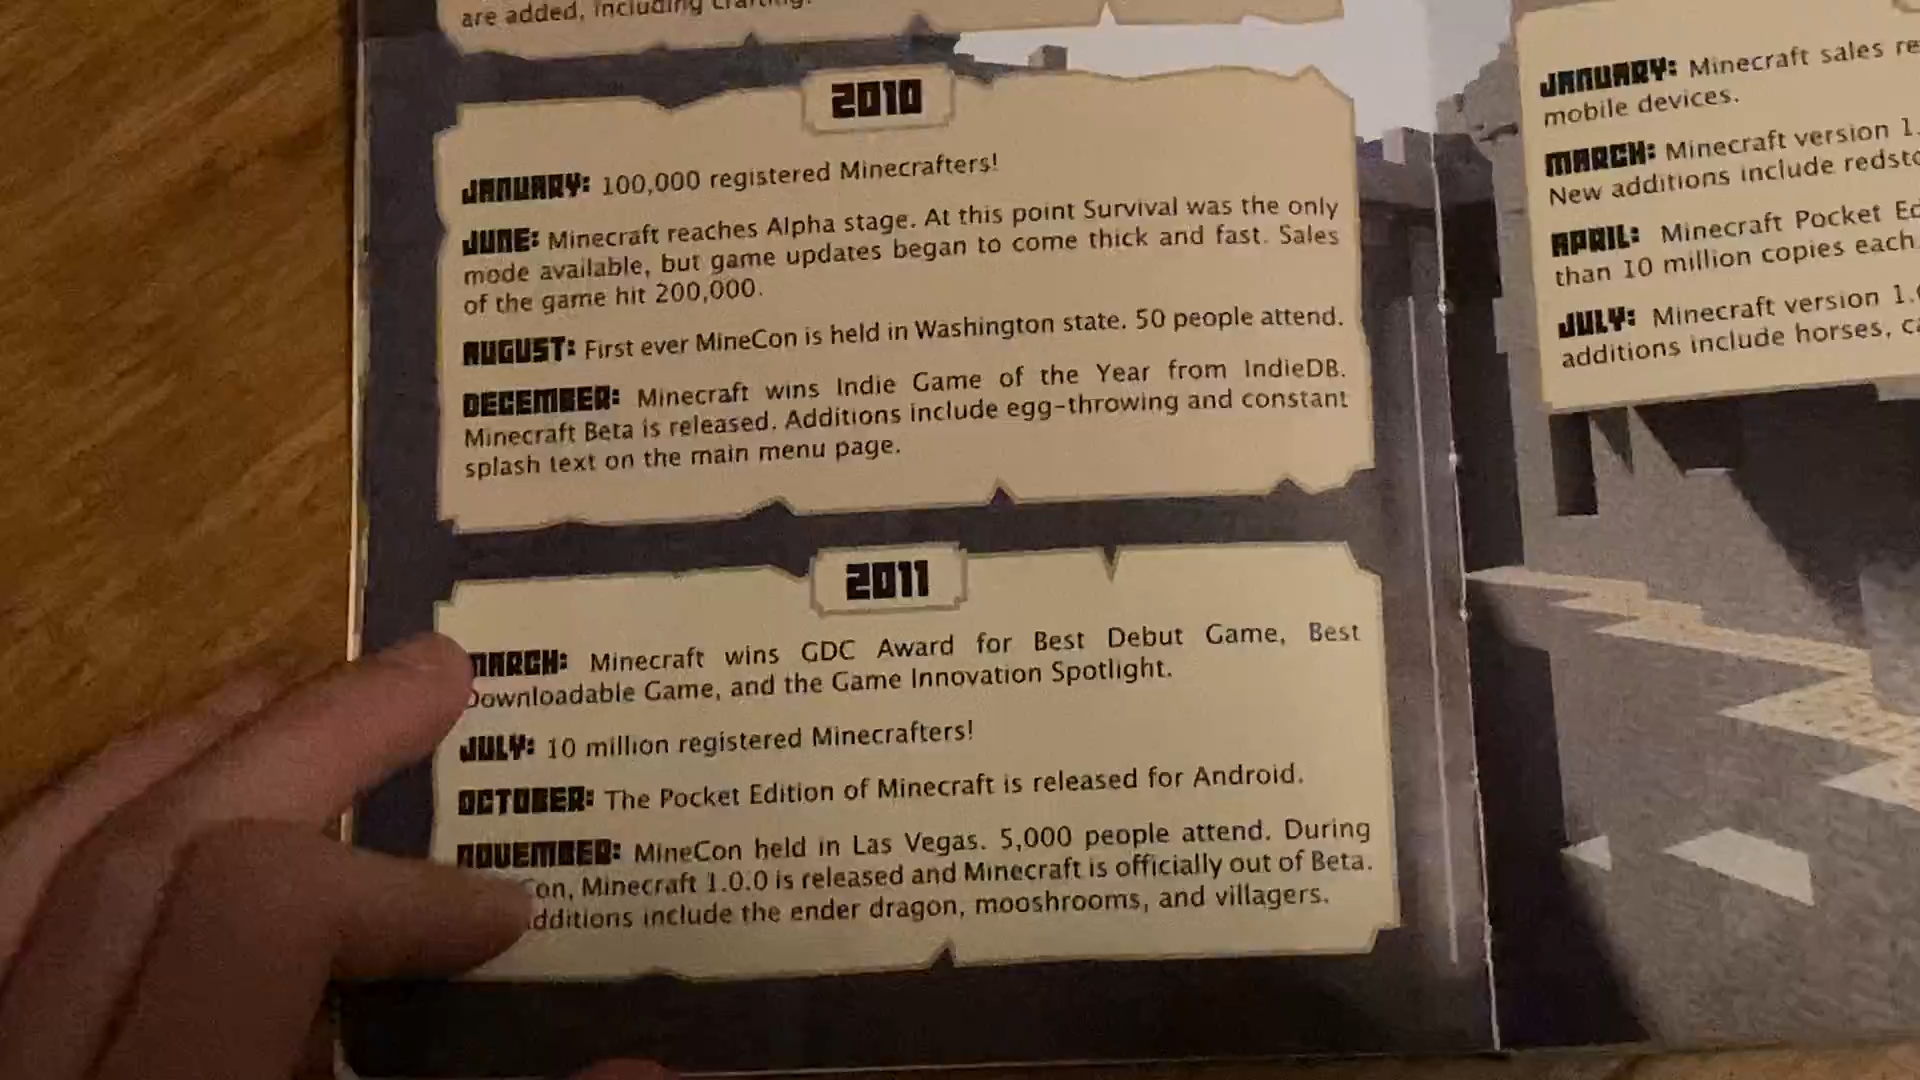 are added, including crafting.
2010
JANUARY: 100,000 registered Minecrafters!
JUNE: Minecraft reaches Alpha stage. At this point Survival was the only
mode available, but game updates began to come thick and fast. Sales
of the game hit 200,000.
AUGUST: First ever MineCon is held in Washington state. 50 people attend.
DECEMBER: Minecraft wins Indie Game of the Year from IndieDB.
Minecraft Beta is released. Additions include egg-throwing and constant
splash text on the main menu page.
2011
MARCH: Minecraft wins GDC Award for Best Debut Game, Best
Downloadable Game, and the Game Innovation Spotlight.
JULY: 10 million registered Minecrafters!
OCTOBER: The Pocket Edition of Minecraft is released for Android.
NOVEMBER: MineCon held in Las Vegas. 5,000 people attend. During
Con, Minecraft 1.0.0 is released and Minecraft is officially out of Beta.
dditions include the ender dragon, mooshrooms, and villagers.
JANUARY: Minecraft sales
mobile devices.
MARCH: Minecraft version
New additions include
APRIL: Minecraft Pocket
than 10 million copies each
JULY: Minecraft version
additions include horses,